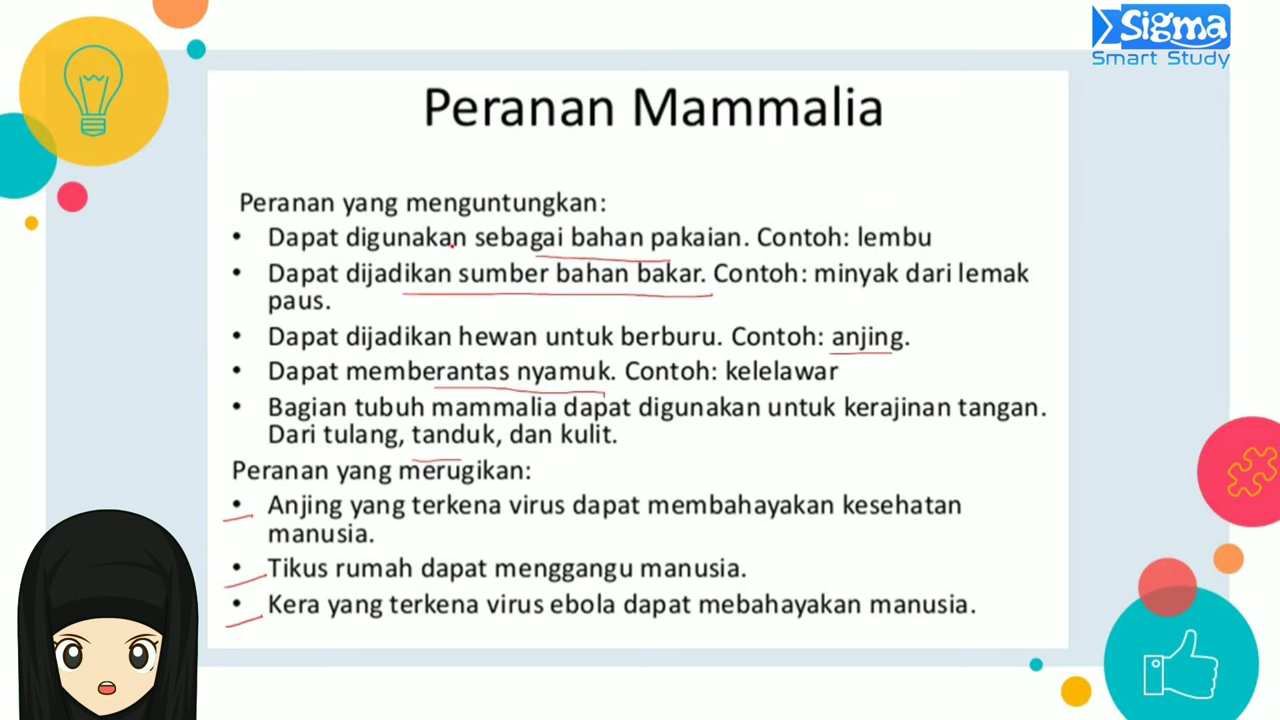 Sigma
Smart Study
Peranan Mammalia
Peranan yang menguntungkan:
• Dapat digunakan sebagai bahan pakaian. Contoh: lembu
• Dapat dijadikan sumber bahan bakar. Contoh: minyak dari lemak
paus.
• Dapat dijadikan hewan untuk berburu. Contoh: anjing.
• Dapat memberantas nyamuk. Contoh: kelelawar
• Bagian tubuh mammalia dapat digunakan untuk kerajinan tangan.
Dari tulang, tanduk, dan kulit.
Peranan yang merugikan:
• Anjing yang terkena virus dapat membahayakan kesehatan
manusia.
• Tikus rumah dapat menggangu manusia.
• Kera yang terkena virus ebola dapat mebahayakan manusia.